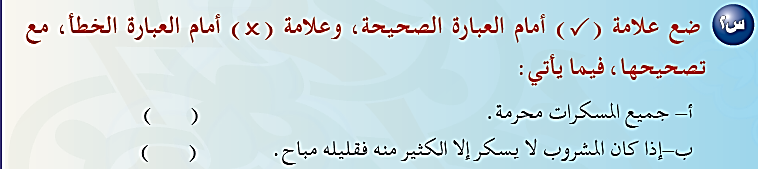 س٢ ضع علامة (✓) أمام العبارة الصحيحة، وعلامة (✗) أمام العبارة الخطأ، مع
تصحيحها، فيما يأتي:
أ- جميع المسكرات محرمة. ( )
ب- إذا كان المشروب لا يسكر إلا الكثير منه فقليله مباح. ( )